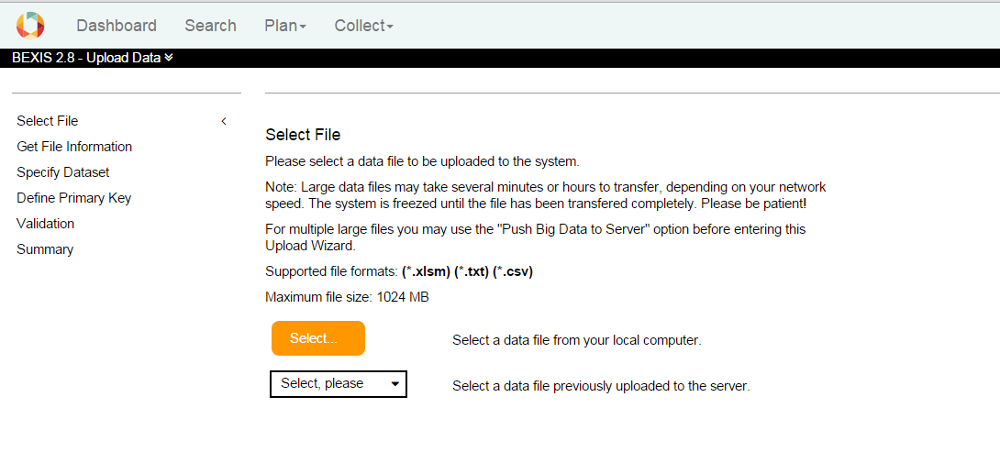 Dashboard Search Plan Collect
BEXIS 2.8 - Upload Data
Select File
Get File Information
Specify Dataset
Define Primary Key
Validation
Summary
Select File
Please select a data file to be uploaded to the system.
Note: Large data files may take several minutes or hours to transfer, depending on your network
speed. The system is freezed until the file has been transfered completely. Please be patient!
For multiple large files you may use the "Push Big Data to Server" option before entering this
Upload Wizard.
Supported file formats: (*.xlsm) (*.txt) (*.csv)
Maximum file size: 1024 MB
Select... Select a data file from your local computer.
Select, please Select a data file previously uploaded to the server.